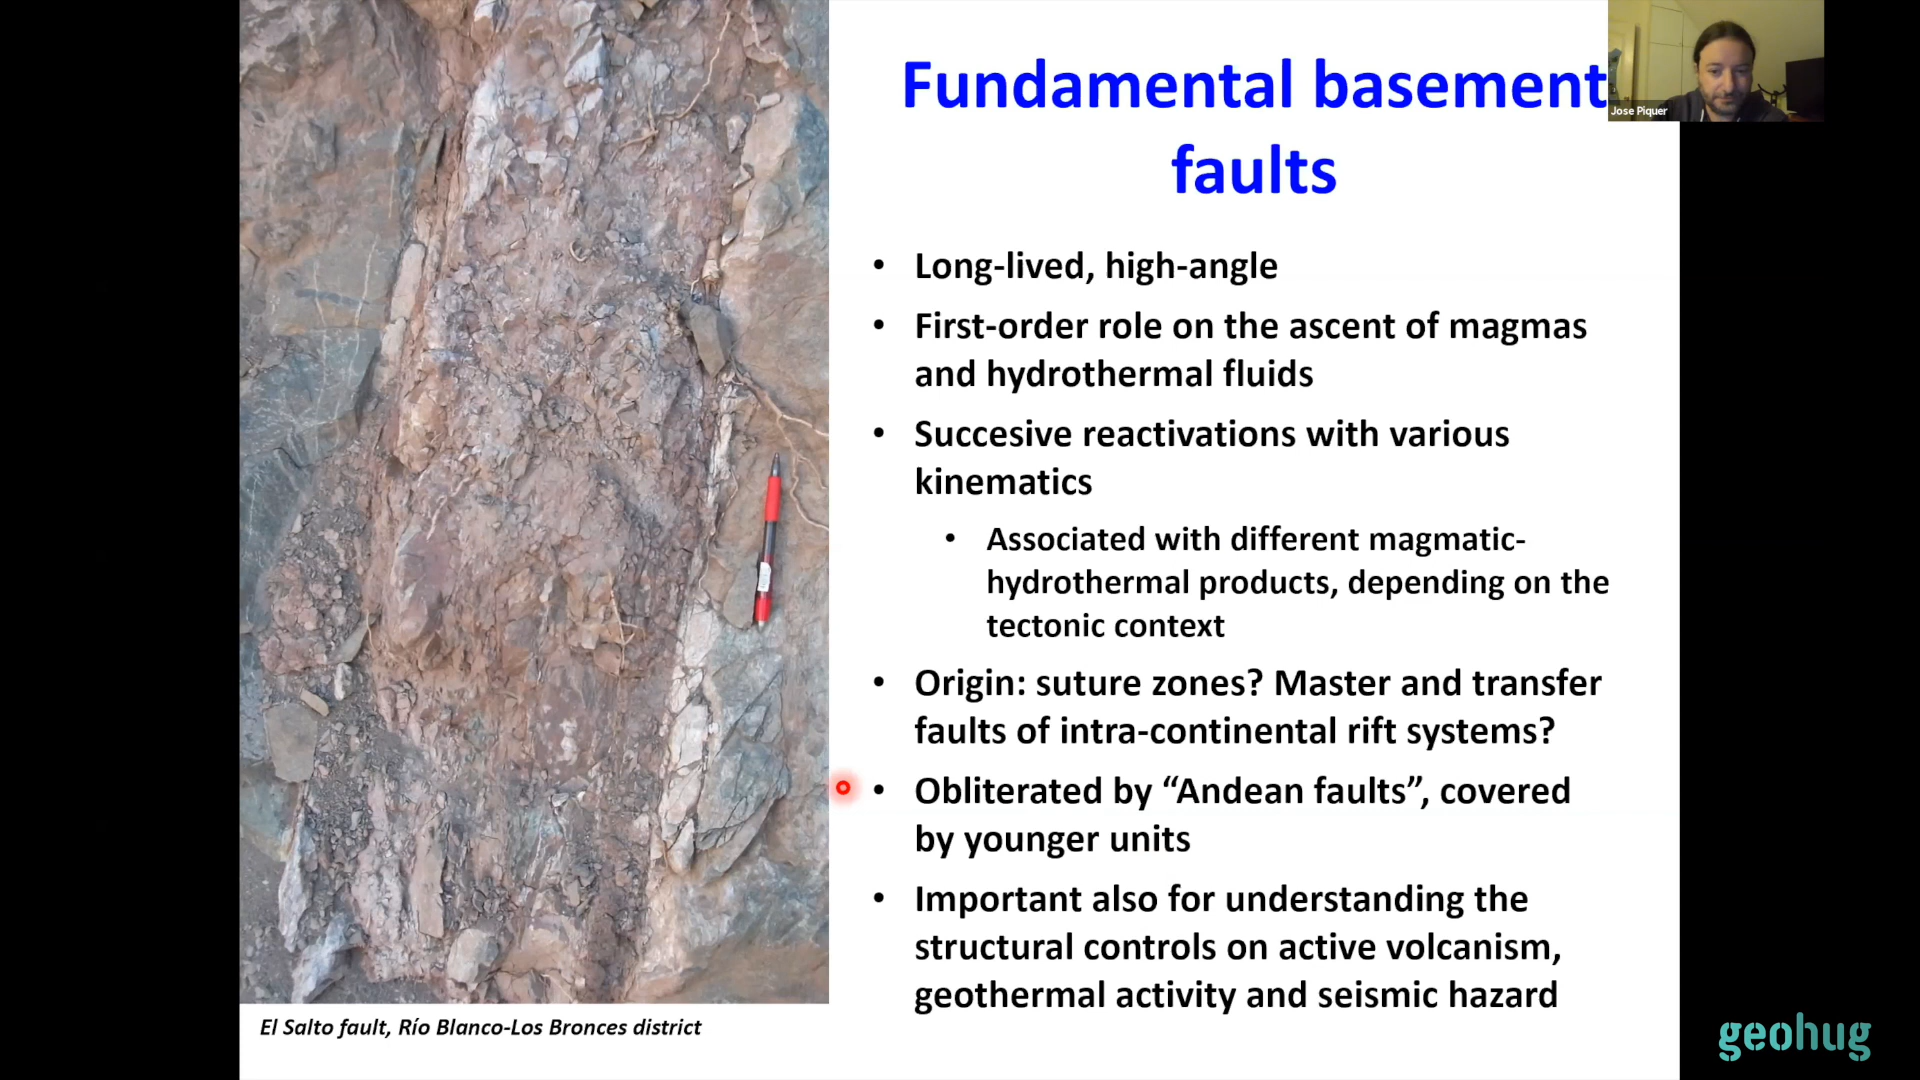 Fundamental basement
faults
Jose Piquer
• Long-lived, high-angle
• First-order role on the ascent of magmas
and hydrothermal fluids
• Succesive reactivations with various
kinematics
• Associated with different magmatic-
hydrothermal products, depending on the
tectonic context
• Origin: suture zones? Master and transfer
faults of intra-continental rift systems?
• Obliterated by “Andean faults”, covered
by younger units
• Important also for understanding the
structural controls on active volcanism,
geothermal activity and seismic hazard
El Salto fault, Río Blanco-Los Bronces district
geohug